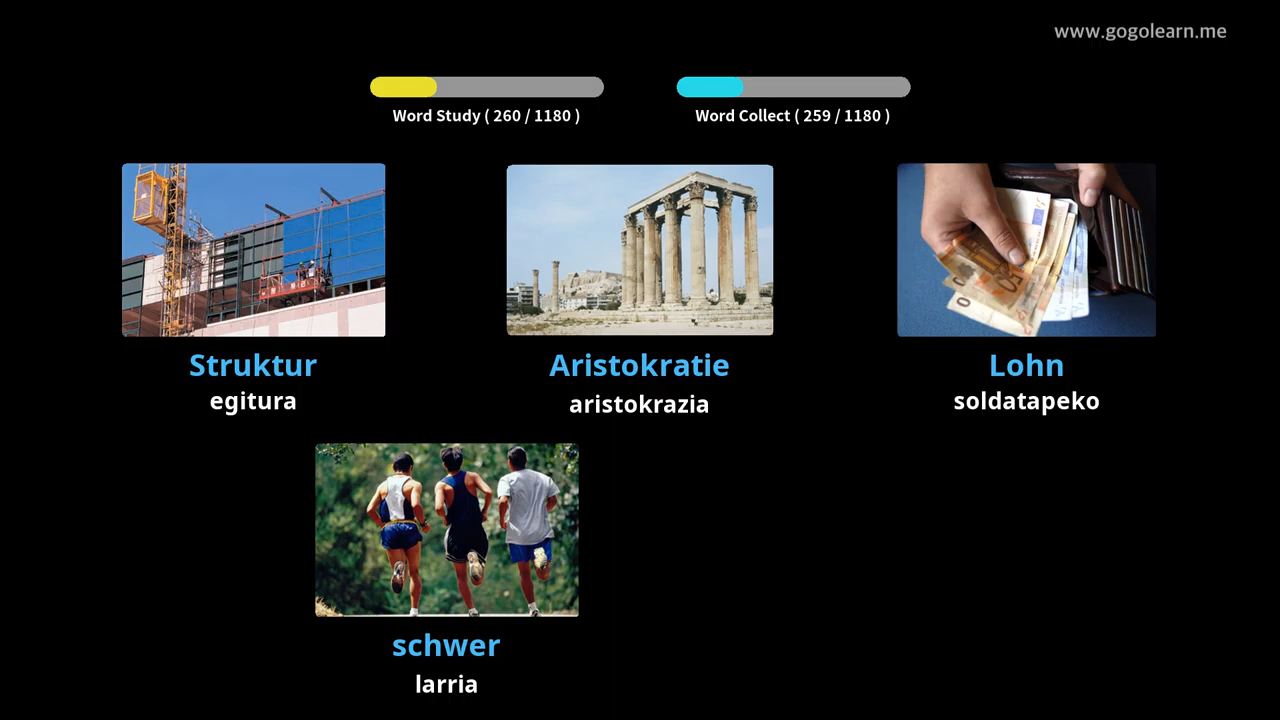 www.gogolearn.me
Word Study ( 260 / 1180 )
Word Collect ( 259 / 1180 )
Struktur
egitura
Aristokratie
aristokrazia
Lohn
soldatapeko
schwer
larria